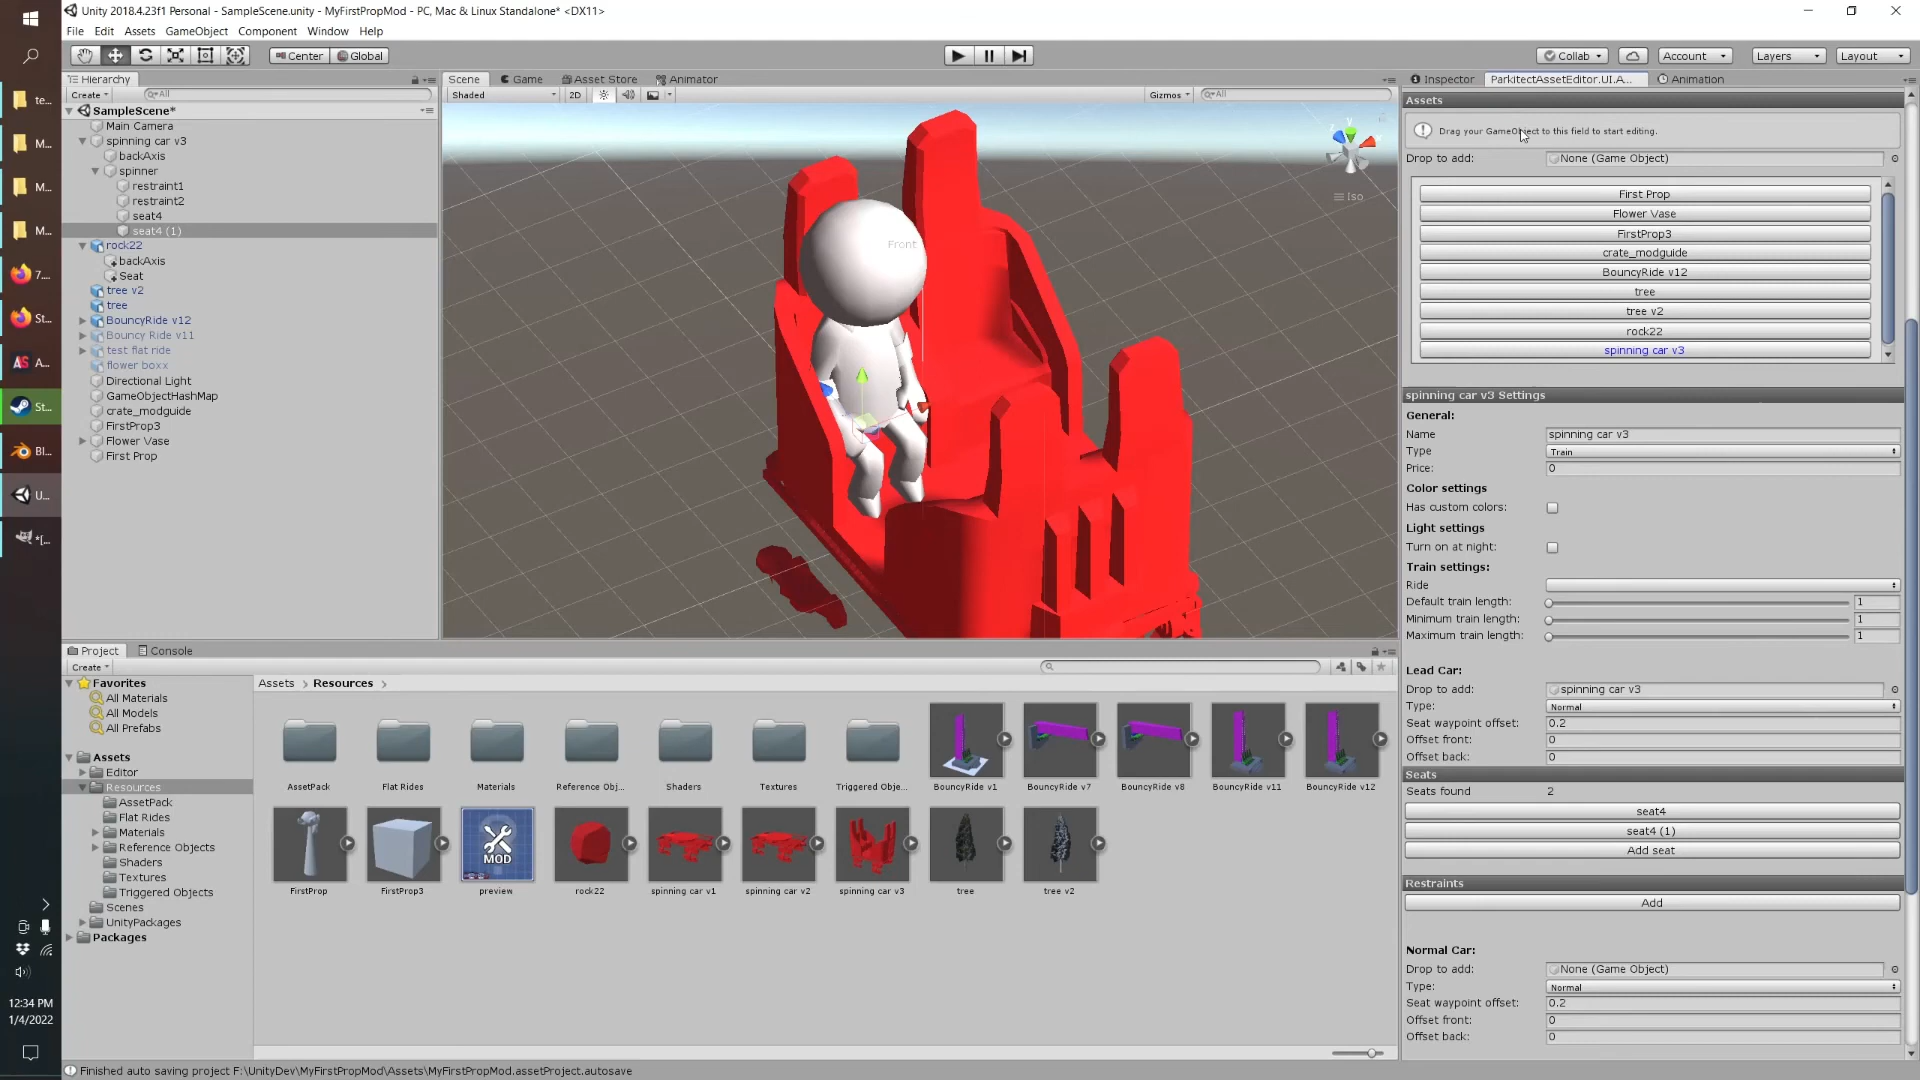 Unity 2018.4.23f1 Personal - SampleScene.unity - MyFirstPropMod - PC, Mac & Linux Standalone* <DX11>
File Edit Assets GameObject Component Window Help
Center Global
Collab Account Layers Layout
Hierarchy
Create All
SampleScene*
Main Camera
spinning car v3
backAxis
spinner
restraint1
restraint2
seat4
seat4 (1)
rock22
backAxis
Seat
tree v2
tree
BouncyRide v12
Bouncy Ride v11
test flat ride
flower boxx
Directional Light
GameObjectHashMap
crate_modguide
FirstProp3
Flower Vase
First Prop
Scene Game Asset Store Animator
Shaded 2D Gizmos All
Front
y
x
Iso
Inspector ParkitectAssetEditor.UI.A... Animation
Assets
Drag your GameObject to this field to start editing.
Drop to add: None (Game Object)
First Prop
Flower Vase
FirstProp3
crate_modguide
BouncyRide v12
tree
tree v2
rock22
spinning car v3
spinning car v3 Settings
General:
Name spinning car v3
Type Train
Price: 0
Color settings
Has custom colors:
Light settings
Turn on at night:
Train settings:
Ride
Default train length: 1
Minimum train length: 1
Maximum train length: 1
Lead Car:
Drop to add: spinning car v3
Type: Normal
Seat waypoint offset: 0.2
Offset front: 0
Offset back: 0
Seats
Seats found 2
seat4
seat4 (1)
Add seat
Restraints
Add
Normal Car:
Drop to add: None (Game Object)
Type: Normal
Seat waypoint offset: 0.2
Offset front: 0
Offset back: 0
Project Console
Create
Favorites
All Materials
All Models
All Prefabs
Assets
Editor
Resources
AssetPack
Flat Rides
Materials
Reference Objects
Shaders
Textures
Triggered Objects
Scenes
UnityPackages
Packages
Assets Resources
AssetPack Flat Rides Materials Reference Obj... Shaders Textures Triggered Obje... BouncyRide v1 BouncyRide v7 BouncyRide v8 BouncyRide v11 BouncyRide v12
MOD
FirstProp FirstProp3 preview rock22 spinning car v1 spinning car v2 spinning car v3 tree tree v2
Finished auto saving project F:\UnityDev\MyFirstPropMod\Assets\MyFirstPropMod.assetProject.autosave
te...
M...
M...
M...
7....
St...
AS A...
St...
Bl...
U...
*[...
12:34 PM
1/4/2022